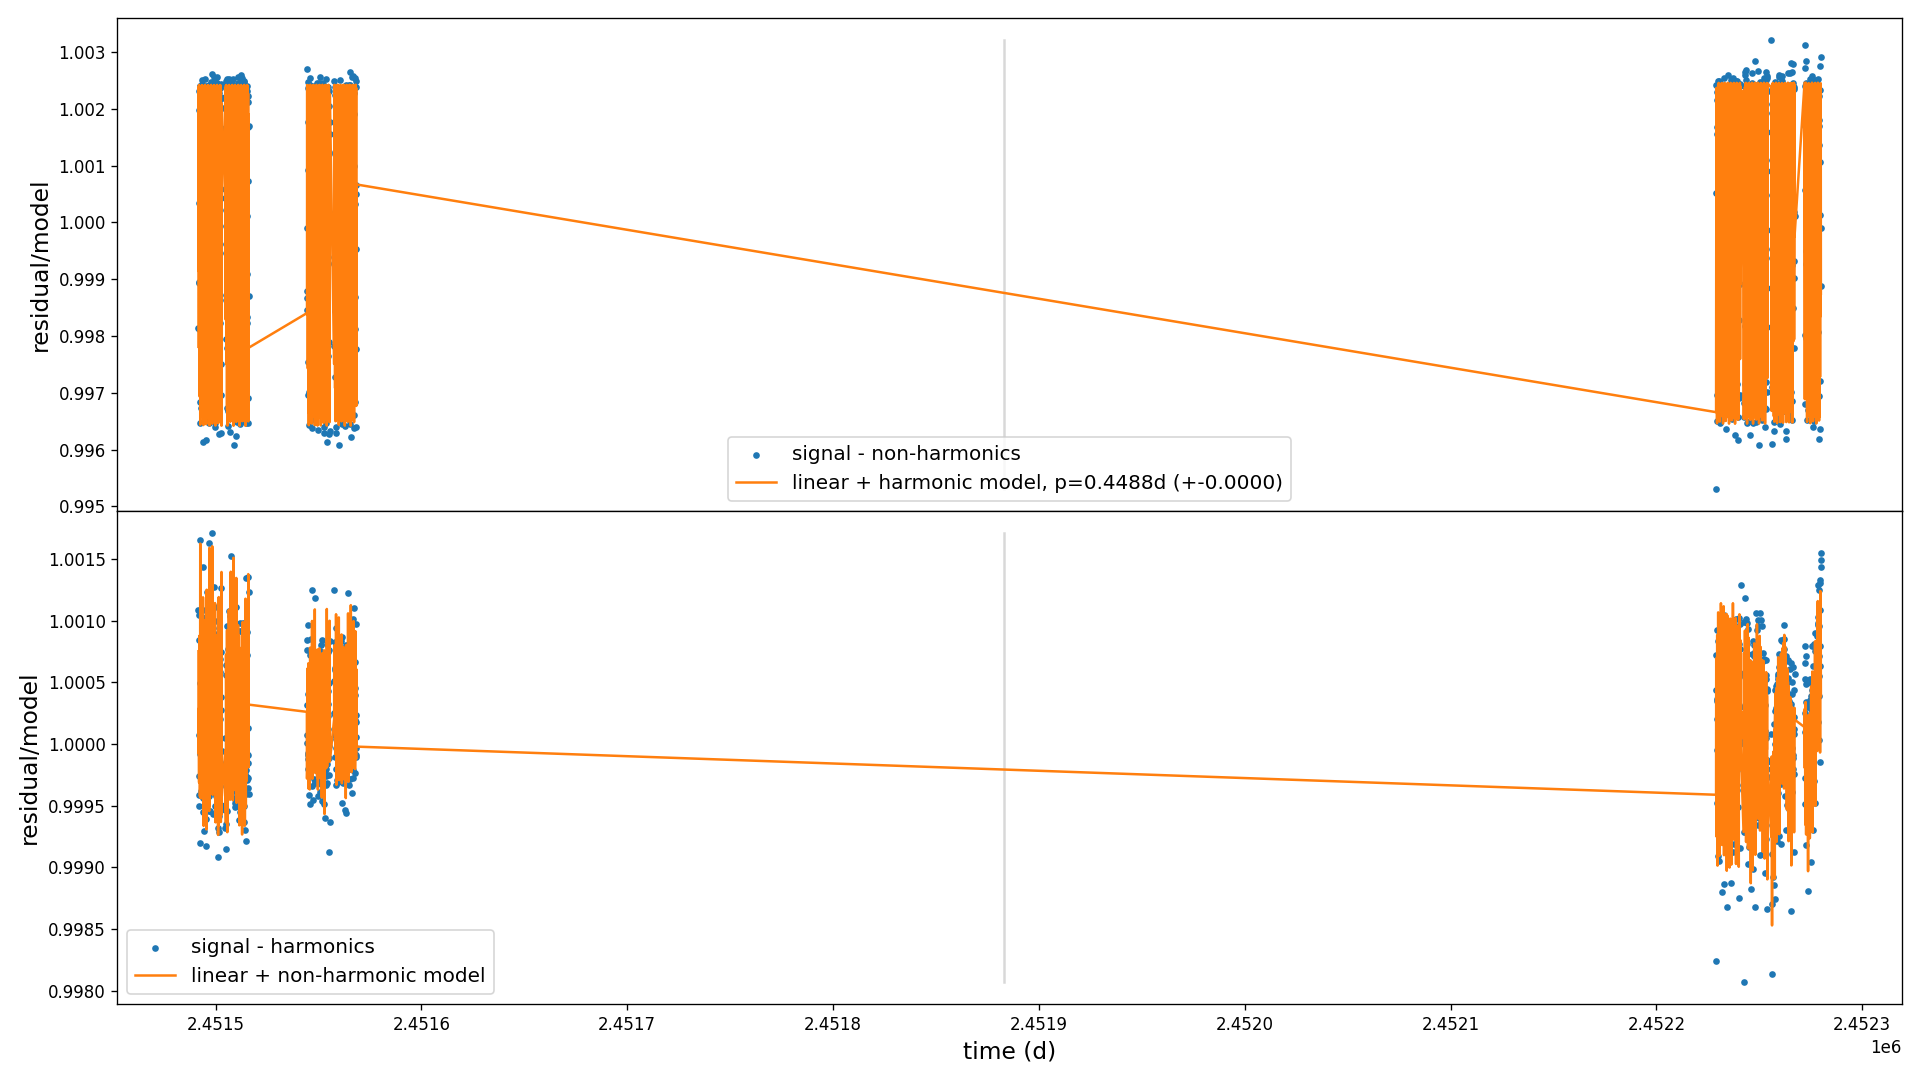 1.003
1.002
1.001
1.000
0.999
0.998
0.997
0.996
0.995
residual/model
signal - non-harmonics
linear + harmonic model, p=0.4488d (+-0.0000)
1.0015
1.0010
1.0005
1.0000
0.9995
0.9990
0.9985
0.9980
residual/model
signal - harmonics
linear + non-harmonic model
2.4515 2.4516 2.4517 2.4518 2.4519 2.4520 2.4521 2.4522 2.4523
1e6
time (d)